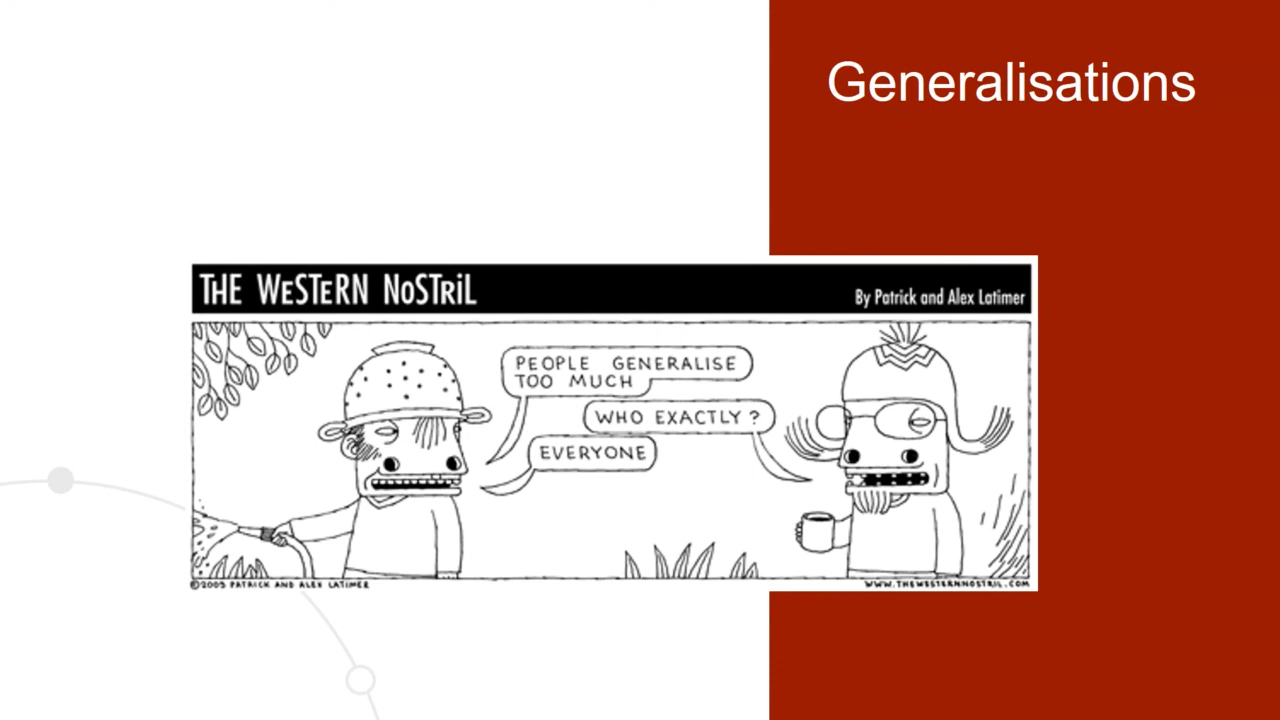 Generalisations
THE WeSTeRN NoSTRiL
By Patrick and Alex Latimer
PEOPLE GENERALISE
TOO MUCH
WHO EXACTLY ?
EVERYONE
©2009 PATRICK AND ALEX LATIMER
WWW.THEWESTERNNOSTRIL.COM